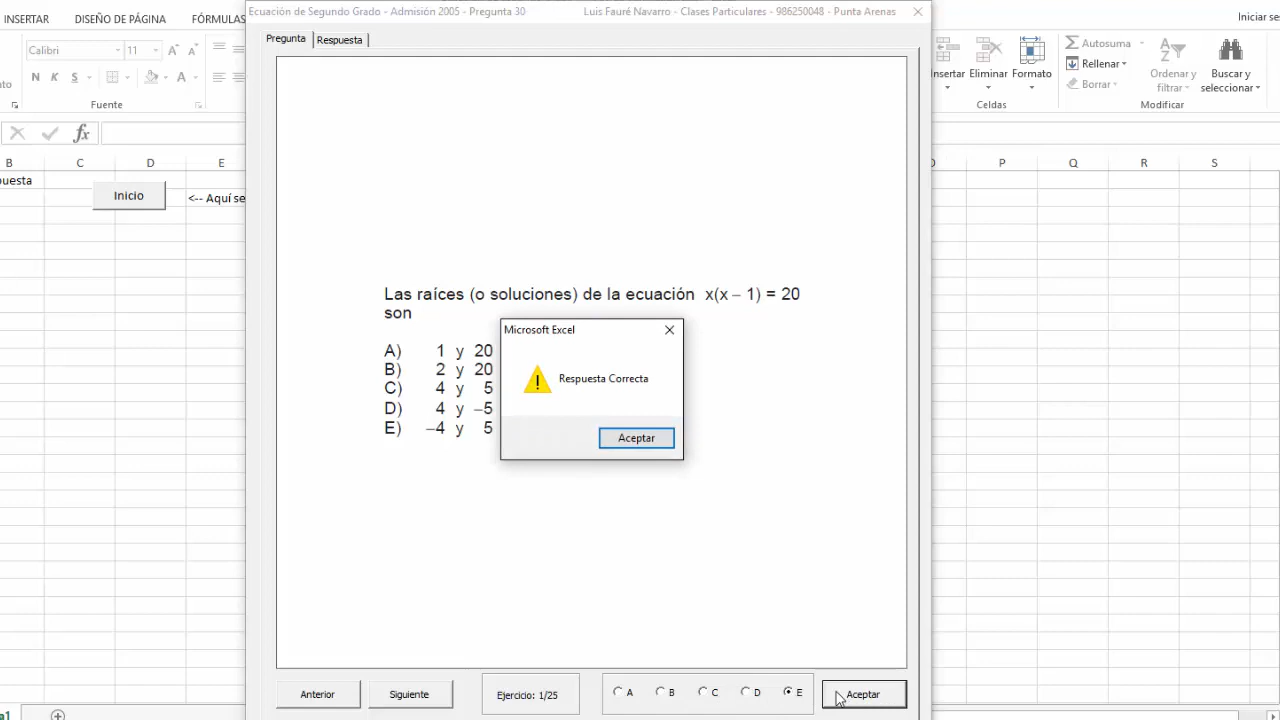 Ecuación de Segundo Grado - Admisión 2005 - Pregunta 30 Luis Fauré Navarro - Clases Particulares - 986250048 - Punta Arenas
INSERTAR DISEÑO DE PÁGINA FÓRMULAS
Iniciar se
Pregunta Respuesta
Calibri 11
N K S
Fuente
Insertar Eliminar Formato
Celdas
Autosuma
Rellenar
Borrar
Ordenar y
filtrar
Buscar y
seleccionar
Modificar
fx
B C D E P Q R S
uesta
Inicio
<-- Aquí se
Las raíces (o soluciones) de la ecuación x(x – 1) = 20
son
A) 1 y 20
B) 2 y 20
C) 4 y 5
D) 4 y –5
E) –4 y 5
Microsoft Excel
Respuesta Correcta
Aceptar
Anterior Siguiente Ejercicio: 1/25 A B C D E Aceptar